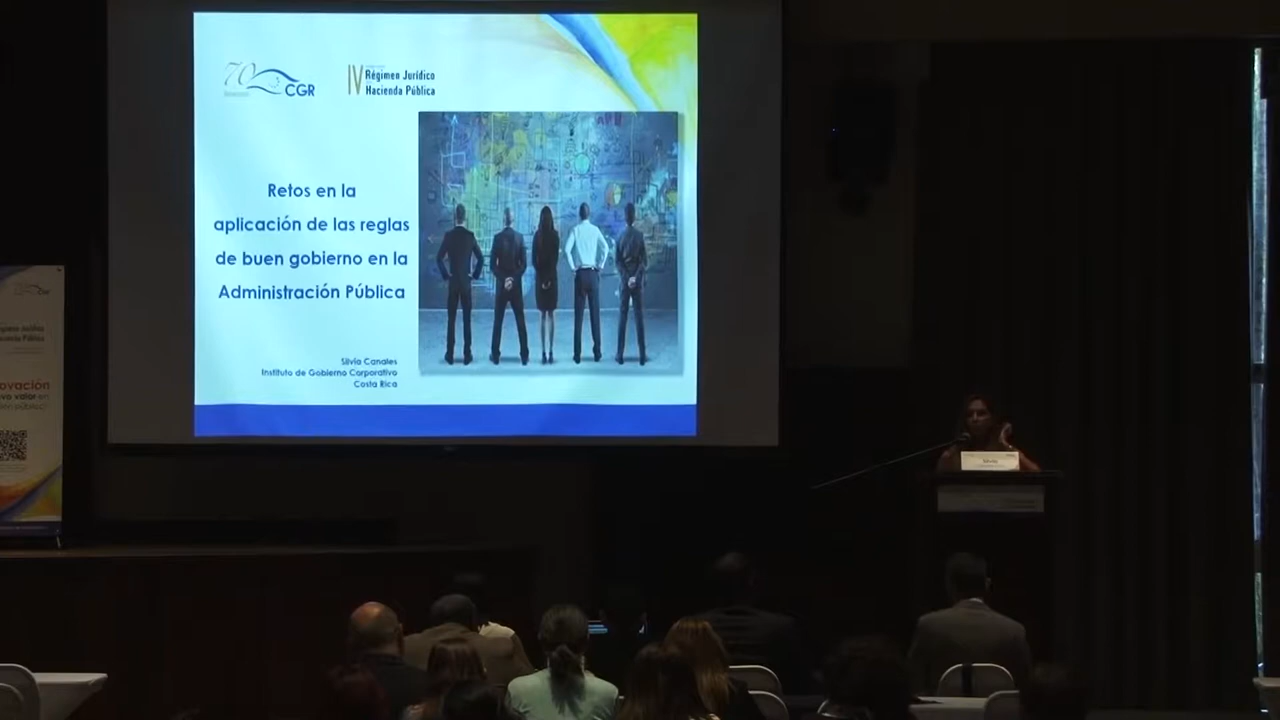 70
CGR
IV Régimen Jurídico
Hacienda Pública
Retos en la
aplicación de las reglas
de buen gobierno en la
Administración Pública
Silvia Canales
Instituto de Gobierno Corporativo
Costa Rica